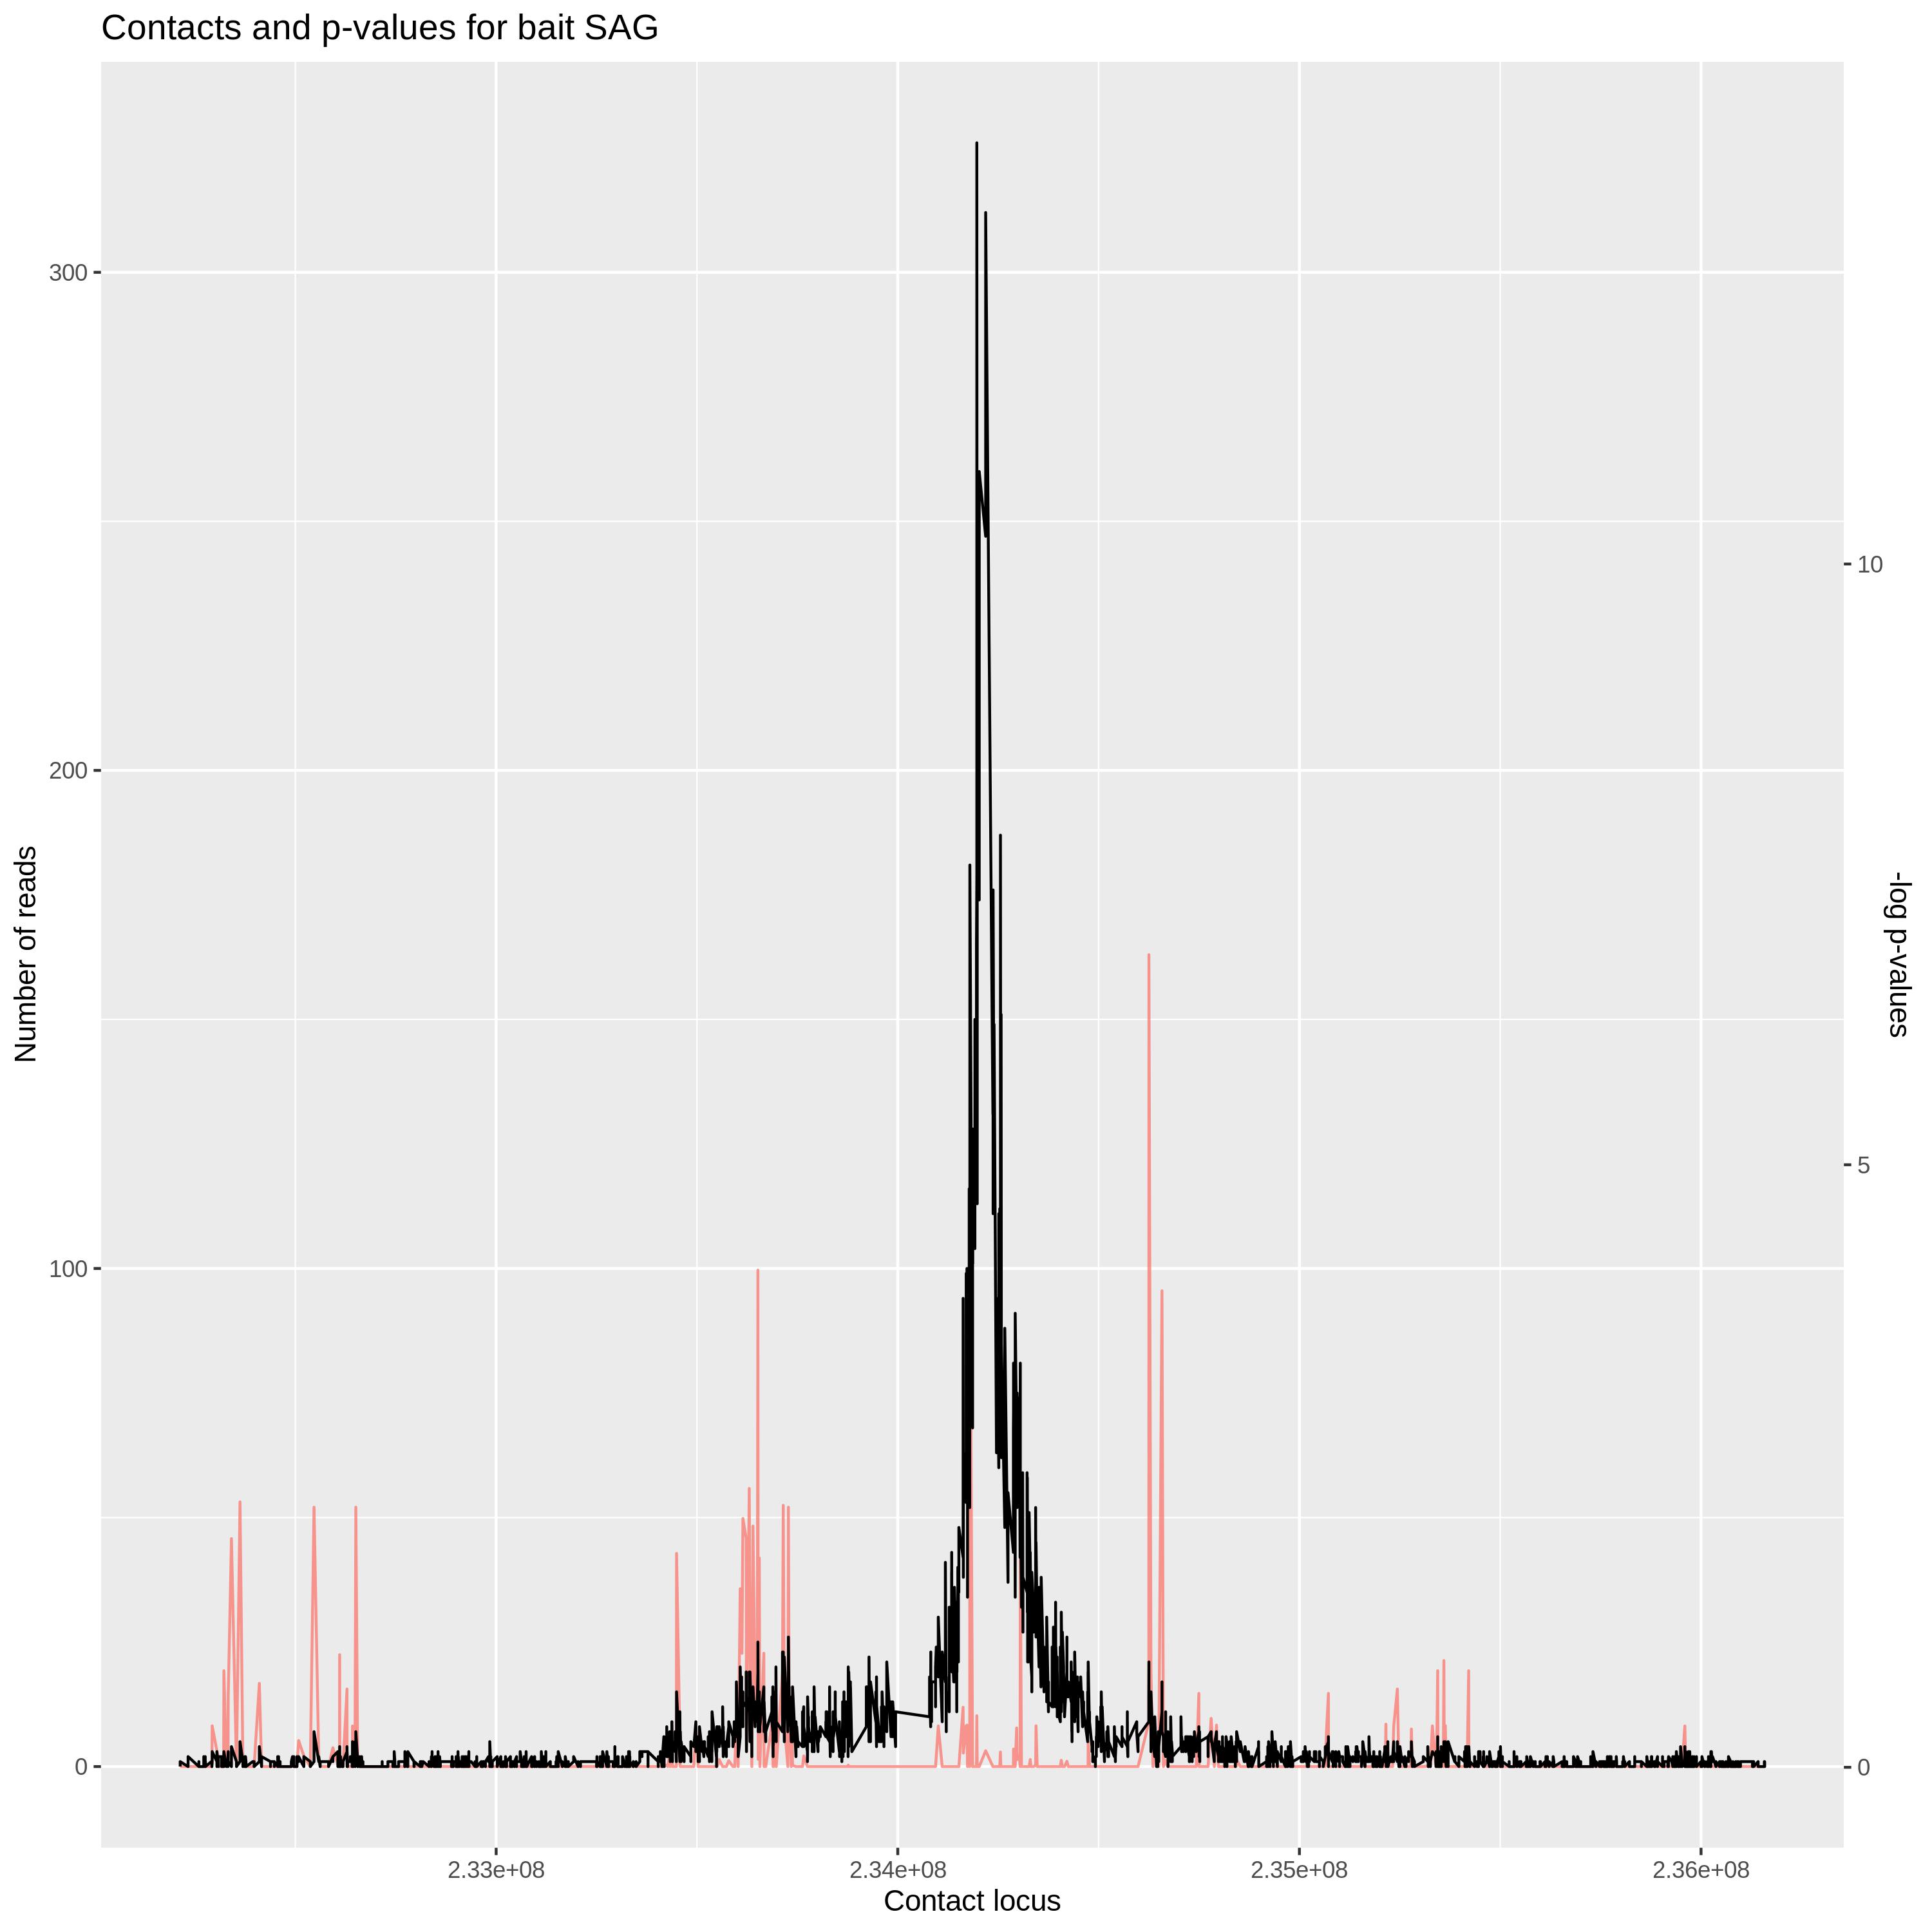 Contacts and p-values for bait SAG
300
200
100
0
Number of reads
10
5
0
-log p-values
2.33e+08
2.34e+08
2.35e+08
2.36e+08
Contact locus